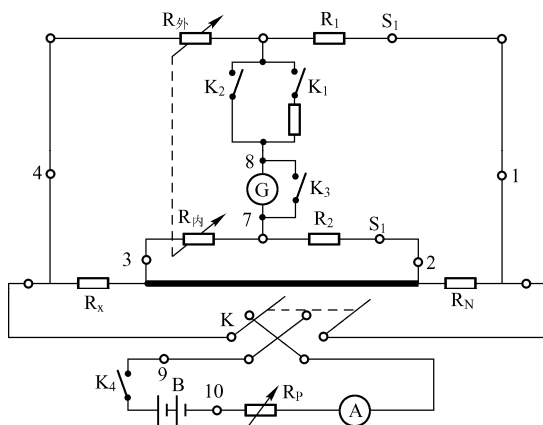 R外 R1 S1
K2 K1
4 8 G K3 1
7
R内 R2 S1
3 2
Rx RN
K
9
K4 B 10 RP A